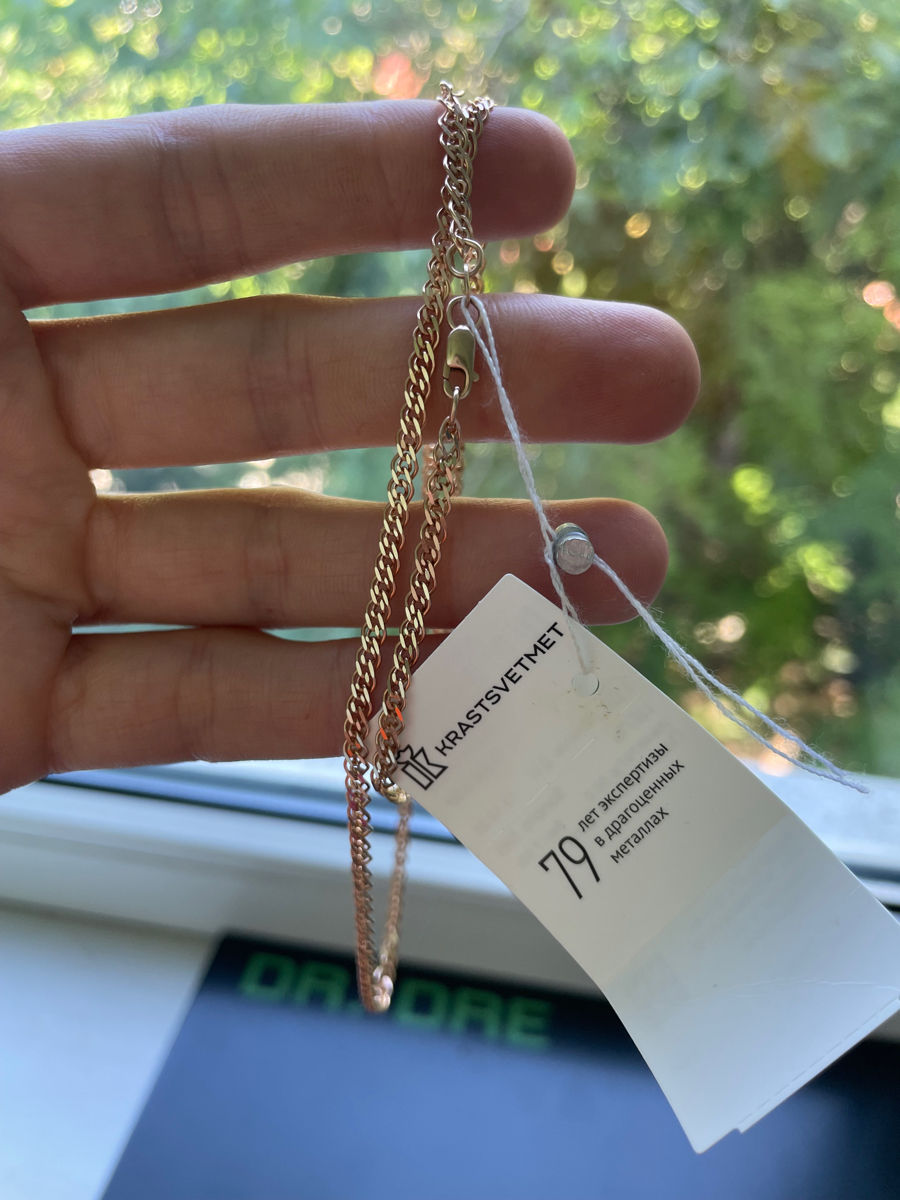 KRASTSVETMET
79
лет экспертизы
в драгоценных
металлах
DR. DRE